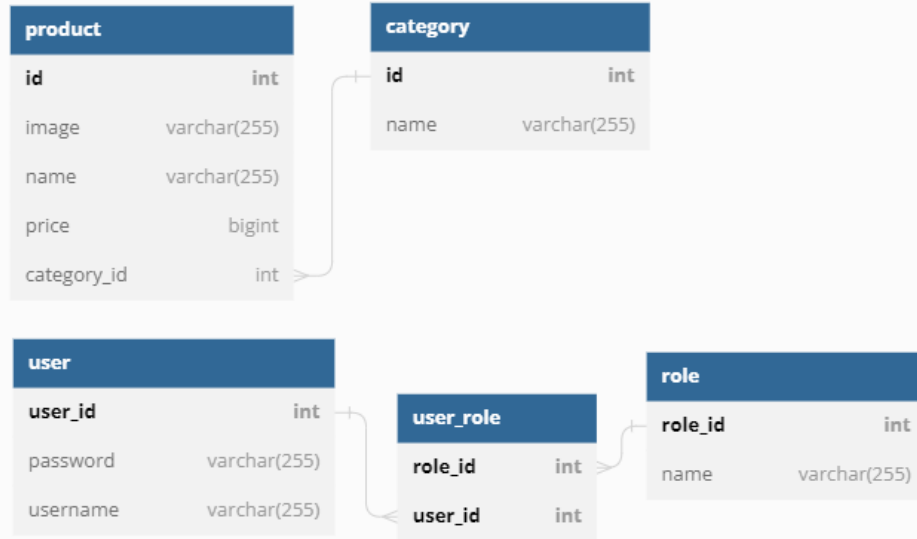 product
id int
image varchar(255)
name varchar(255)
price bigint
category_id int
category
id int
name varchar(255)
user
user_id int
password varchar(255)
username varchar(255)
user_role
role_id int
user_id int
role
role_id int
name varchar(255)